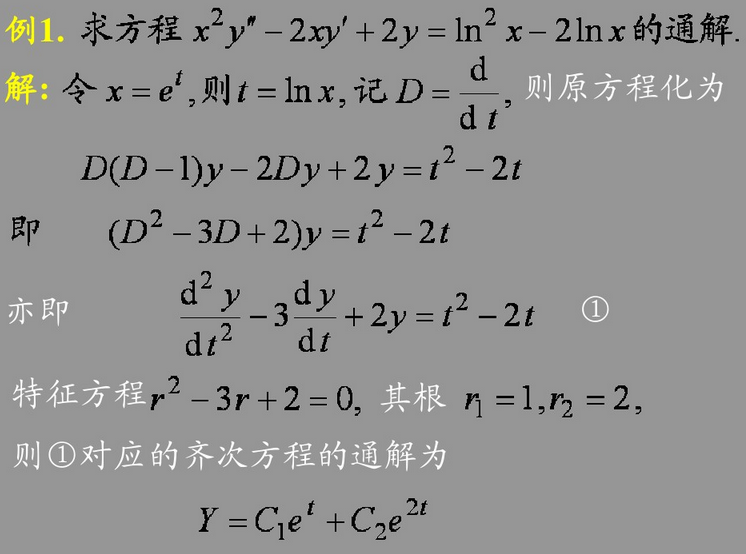 例1. 求方程 x²y″ − 2xy′ + 2y = ln² x − 2ln x 的通解.
解: 令 x = eᵗ, 则 t = ln x, 记 D = d/dt, 则原方程化为
D(D − 1)y − 2Dy + 2y = t² − 2t
即 (D² − 3D + 2)y = t² − 2t
亦即 d²y/dt² − 3 dy/dt + 2y = t² − 2t ①
特征方程 r² − 3r + 2 = 0, 其根 r₁ = 1, r₂ = 2,
则①对应的齐次方程的通解为
Y = C₁eᵗ + C₂e²ᵗ